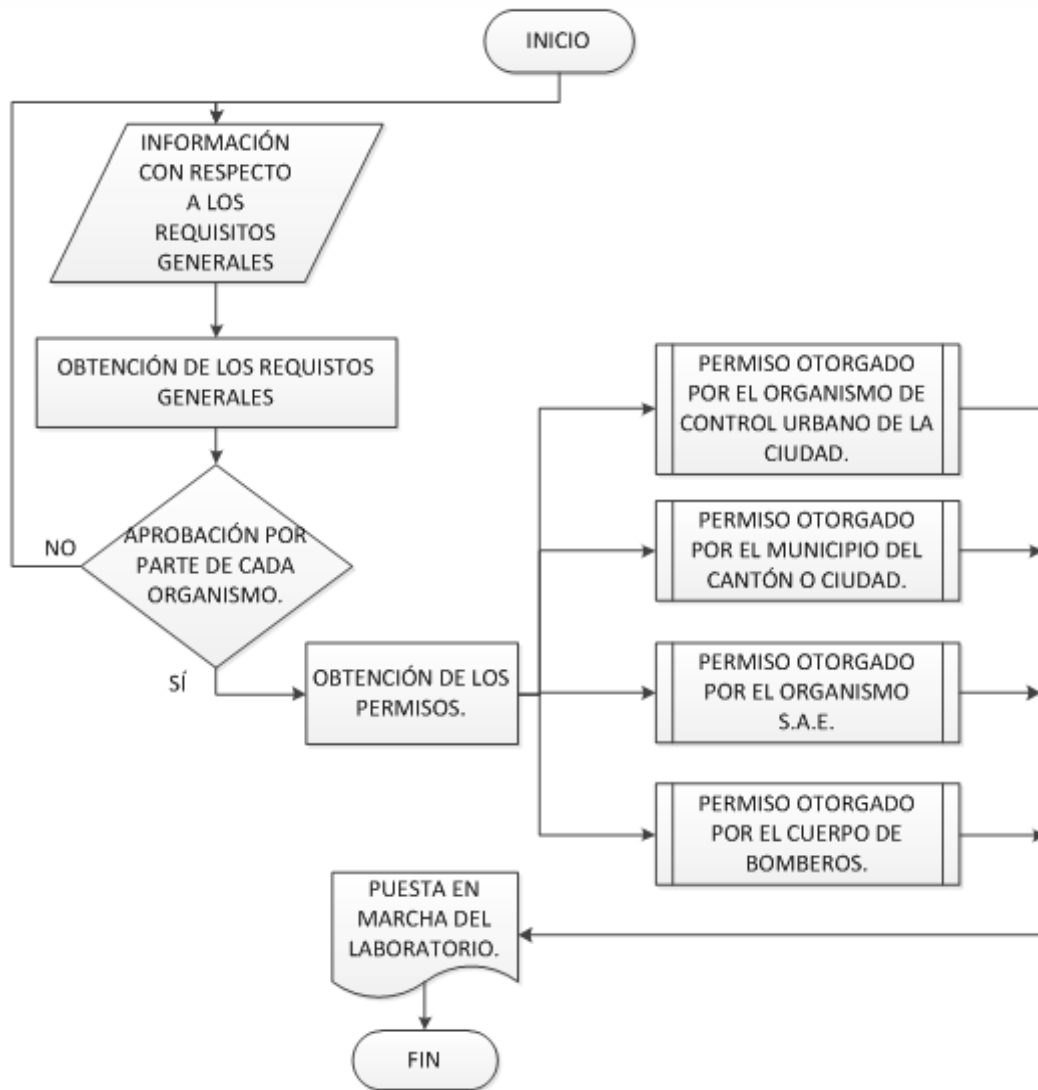 INICIO
INFORMACIÓN
CON RESPECTO
A LOS
REQUISITOS
GENERALES
OBTENCIÓN DE LOS REQUISTOS
GENERALES
APROBACIÓN POR
PARTE DE CADA
ORGANISMO.
NO
SÍ
OBTENCIÓN DE LOS
PERMISOS.
PERMISO OTORGADO
POR EL ORGANISMO DE
CONTROL URBANO DE LA
CIUDAD.
PERMISO OTORGADO
POR EL MUNICIPIO DEL
CANTÓN O CIUDAD.
PERMISO OTORGADO
POR EL ORGANISMO
S.A.E.
PERMISO OTORGADO
POR EL CUERPO DE
BOMBEROS.
PUESTA EN
MARCHA DEL
LABORATORIO.
FIN